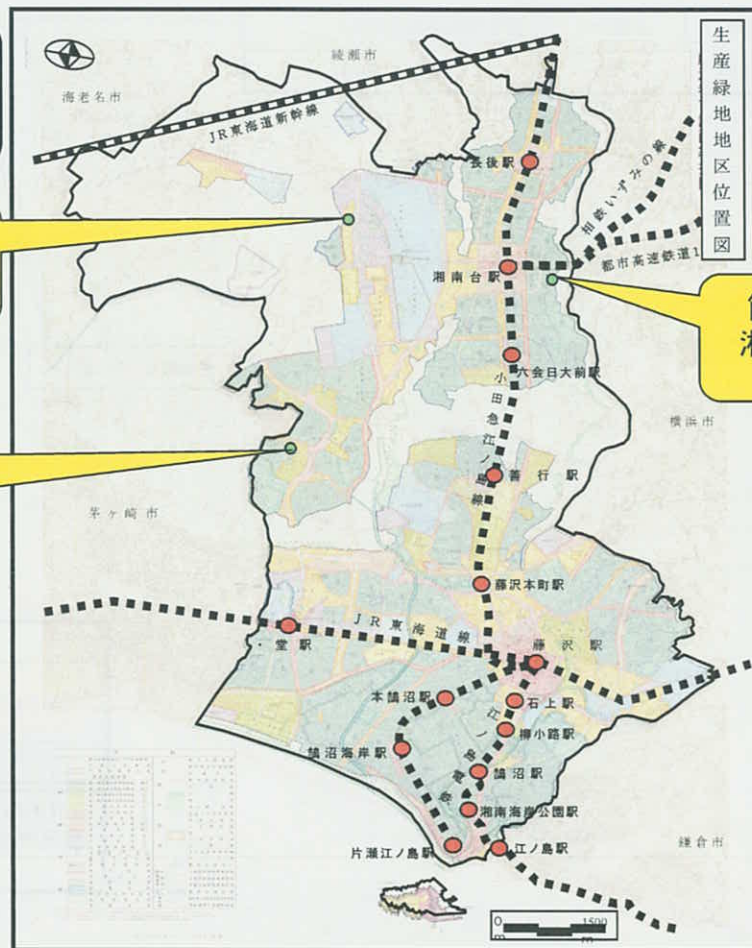 生産緑地地区位置図
綾瀬市
海老名市
JR東海道新幹線
長後駅
相鉄いずみの線
湘南台駅
都市高速鉄道1
六会日大前駅
小田急江ノ島線
横浜市
善行駅
茅ヶ崎市
藤沢本町駅
JR東海道線
堂駅
藤沢駅
本鵠沼駅
石上駅
柳小路駅
鵠沼海岸駅
江ノ島電鉄
鵠沼駅
湘南海岸公園駅
片瀬江ノ島駅
江ノ島駅
鎌倉市
0m
1500m